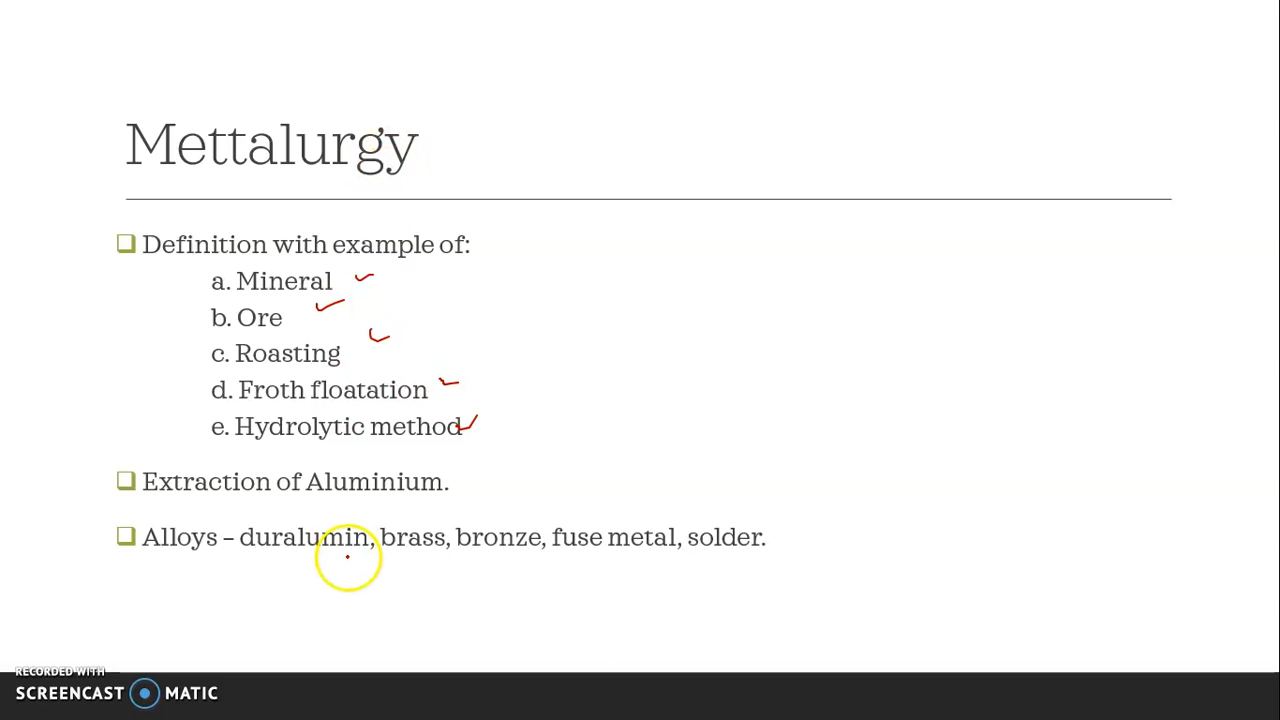 Mettalurgy
Definition with example of:
a. Mineral
b. Ore
c. Roasting
d. Froth floatation
e. Hydrolytic method
Extraction of Aluminium.
Alloys – duralumin, brass, bronze, fuse metal, solder.
RECORDED WITH
SCREENCAST MATIC